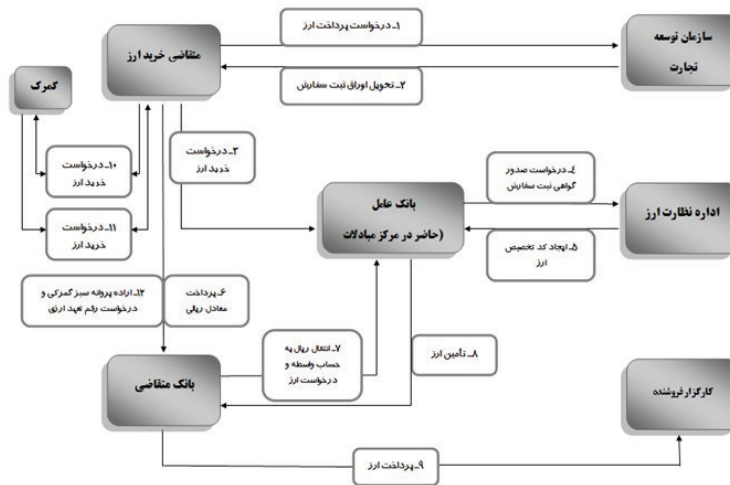 ۱ـ درخواست پرداخت ارز
سازمان توسعه
تجارت
متقاضی خرید ارز
۲ـ تحویل اوراق ثبت سفارش
گمرک
۳ـ درخواست
خرید ارز
۱۰ـ درخواست
خرید ارز
۱۱ـ درخواست
خرید ارز
۴ـ درخواست صدور
گواهی ثبت سفارش
بانک عامل
(حاضر در مرکز مبادلات
اداره نظارت ارز
۵ـ ایجاد کد تخصیص
ارز
۱۲ـ اراده پروانه سبز گمرکی و
درخواست رفم تعهد ارزی
۶ـ پرداخت
معادل ریالی
۷ـ انتقال ریال به
حساب واسطه و
درخواست ارز
۸ـ تأمین ارز
بانک متقاضی
کارگزار فروشنده
۹ـ پرداخت ارز